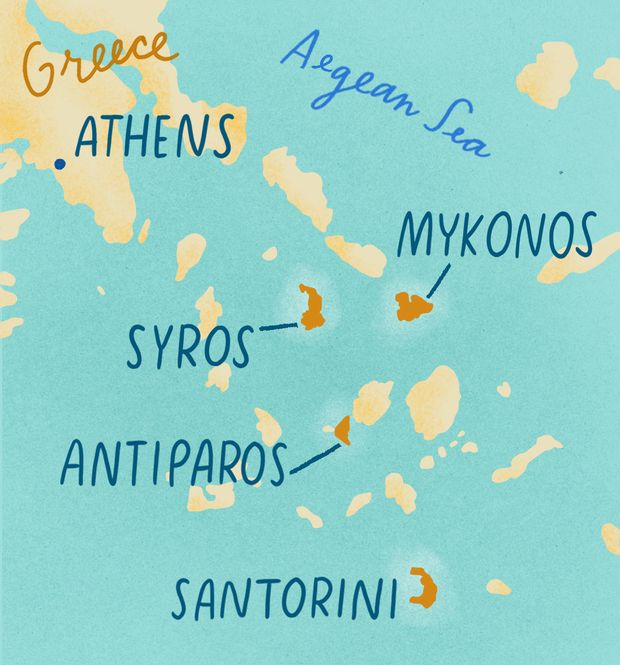 Greece
Aegean Sea
ATHENS
MYKONOS
SYROS
ANTIPAROS
SANTORINI